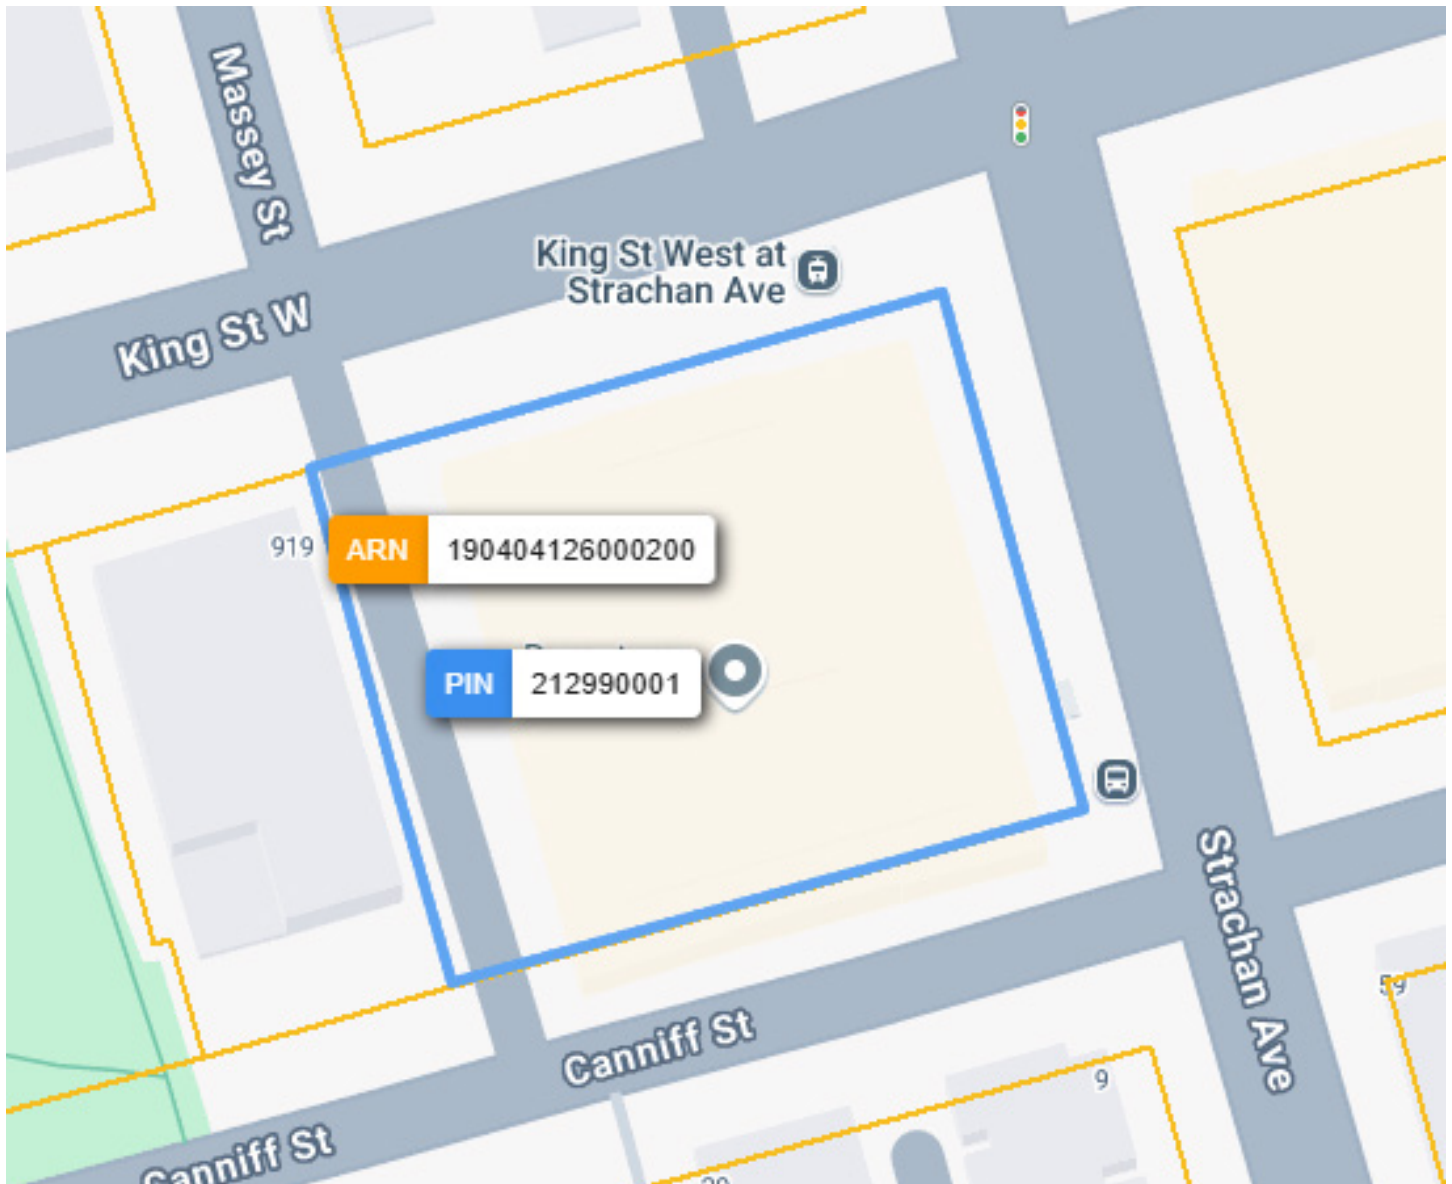 Massey St
King St West at
Strachan Ave
King St W
919
ARN 190404126000200
PIN 212990001
Strachan Ave
59
Canniff St
9
Canniff St